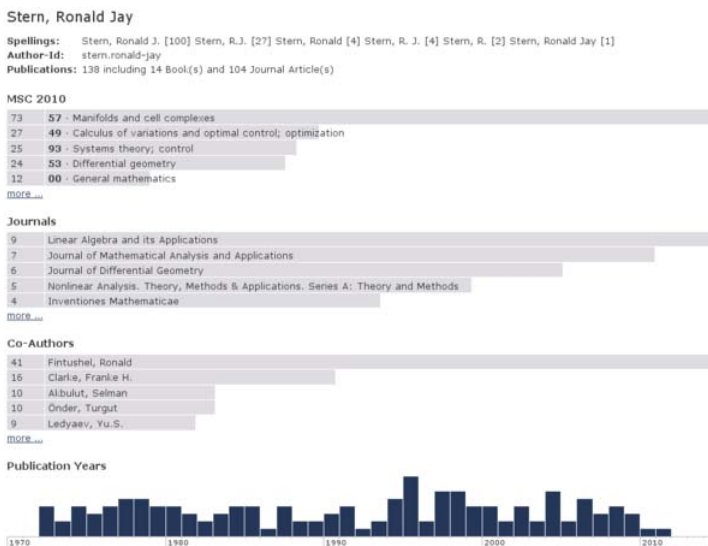 Stern, Ronald Jay
Spellings: Stern, Ronald J. [100] Stern, R.J. [27] Stern, Ronald [4] Stern, R. J. [4] Stern, R. [2] Stern, Ronald Jay [1]
Author-Id: stern.ronald-jay
Publications: 138 including 14 Book(s) and 104 Journal Article(s)
MSC 2010
73 57 · Manifolds and cell complexes
27 49 · Calculus of variations and optimal control; optimization
25 93 · Systems theory; control
24 53 · Differential geometry
12 00 · General mathematics
more ...
Journals
9 Linear Algebra and its Applications
7 Journal of Mathematical Analysis and Applications
6 Journal of Differential Geometry
5 Nonlinear Analysis. Theory, Methods & Applications. Series A: Theory and Methods
4 Inventiones Mathematicae
more ...
Co-Authors
41 Fintushel, Ronald
16 Clarke, Franke H.
10 Akbulut, Selman
10 Önder, Turgut
9 Ledyaev, Yu.S.
more ...
Publication Years
1970 1980 1990 2000 2010